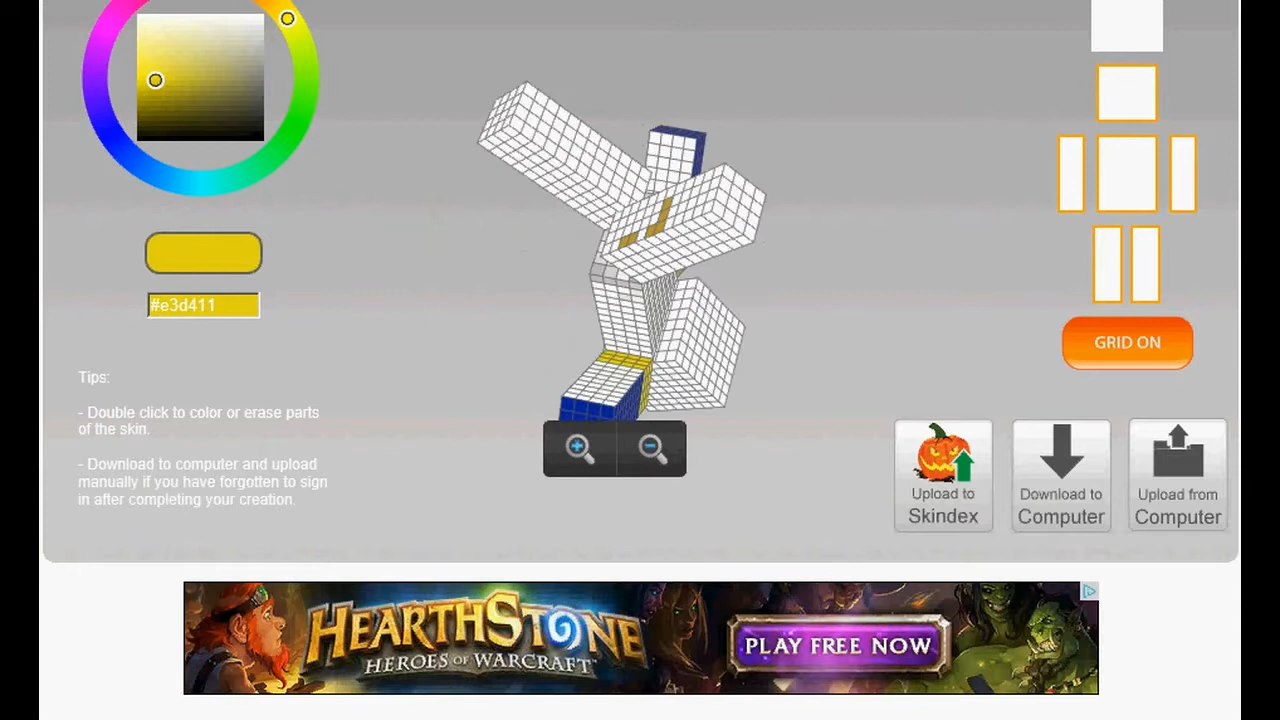 #e3d411
Tips:
- Double click to color or erase parts
of the skin.
- Download to computer and upload
manually if you have forgotten to sign
in after completing your creation.
GRID ON
Upload to
Skindex
Download to
Computer
Upload from
Computer
HEARTHSTONE
HEROES OF WARCRAFT™
PLAY FREE NOW